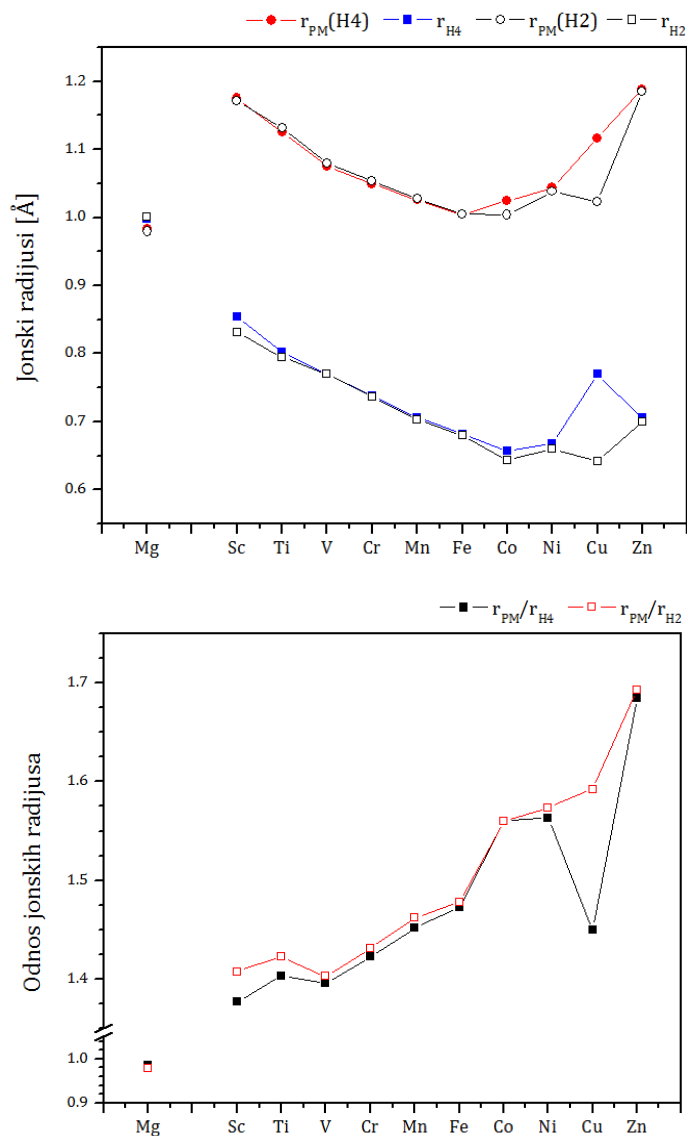 r_PM(H4) r_H4 r_PM(H2) r_H2
Jonski radijusi [Å]
1.2
1.1
1.0
0.9
0.8
0.7
0.6
Mg Sc Ti V Cr Mn Fe Co Ni Cu Zn
r_PM/r_H4 r_PM/r_H2
Odnos jonskih radijusa
1.7
1.6
1.5
1.4
1.0
0.9
Mg Sc Ti V Cr Mn Fe Co Ni Cu Zn